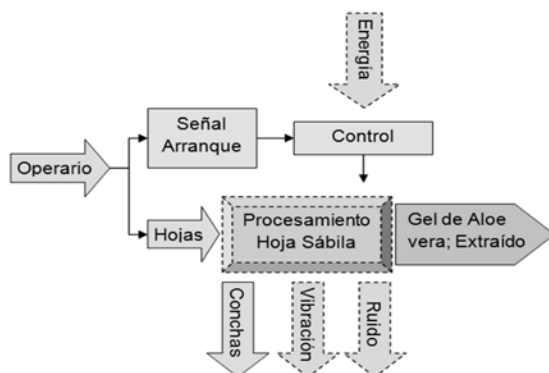 Energía
Señal
Arranque
Control
Operario
Hojas
Procesamiento
Hoja Sábila
Gel de Aloe
vera; Extraído
Conchas
Vibración
Ruido